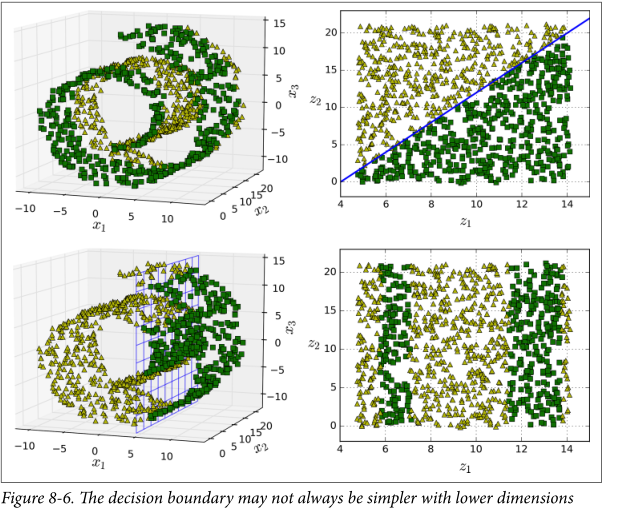 15
10
5
0
−5
−10
x3
−10 −5 0 5 10
x1
0 5 10 15 20
x2
20
15
10
5
0
z2
4 6 8 10 12 14
z1
15
10
5
0
−5
−10
x3
−10 −5 0 5 10
x1
0 5 10 15 20
x2
20
15
10
5
0
z2
4 6 8 10 12 14
z1
Figure 8-6. The decision boundary may not always be simpler with lower dimensions